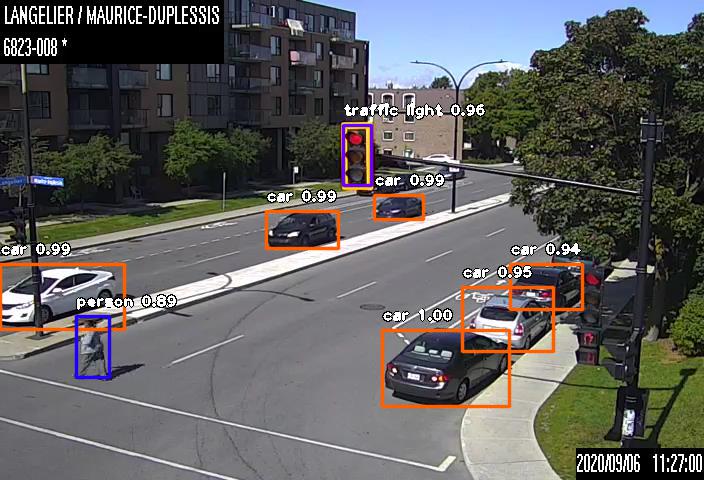 LANGELIER / MAURICE-DUPLESSIS
6823-008 *
traffic light 0.96
car 0.99
car 0.99
car 0.99
car 0.94
car 0.95
person 0.89
car 1.00
2020/09/06 11:27:00